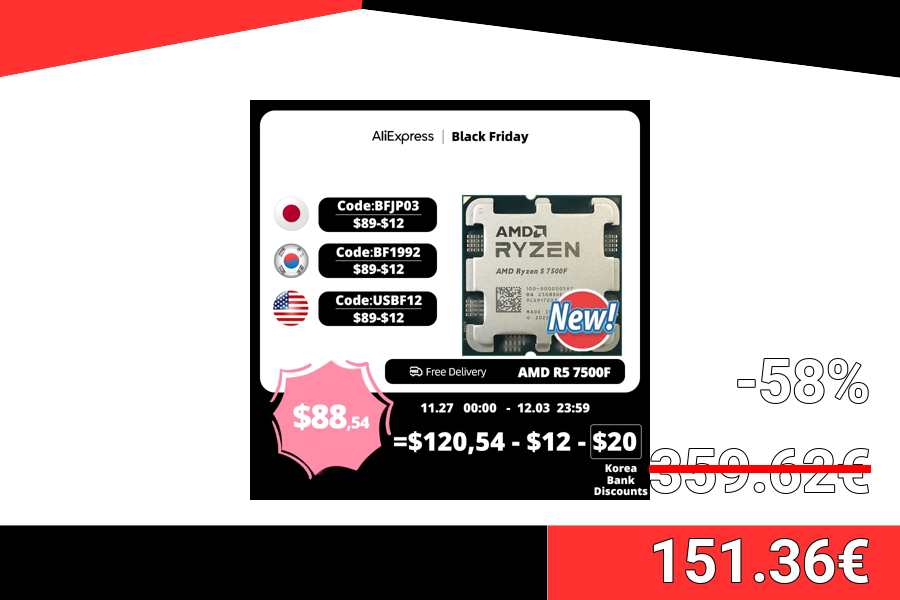 AliExpress | Black Friday
Code:BFJP03
$89-$12
Code:BF1992
$89-$12
Code:USBF12
$89-$12
AMD
RYZEN
AMD Ryzen 5 7500F
New!
Free Delivery
AMD R5 7500F
11.27 00:00 - 12.03 23:59
$88,54
=$120,54 - $12 - $20
Korea
Bank
Discounts
-58%
359.62€
151.36€